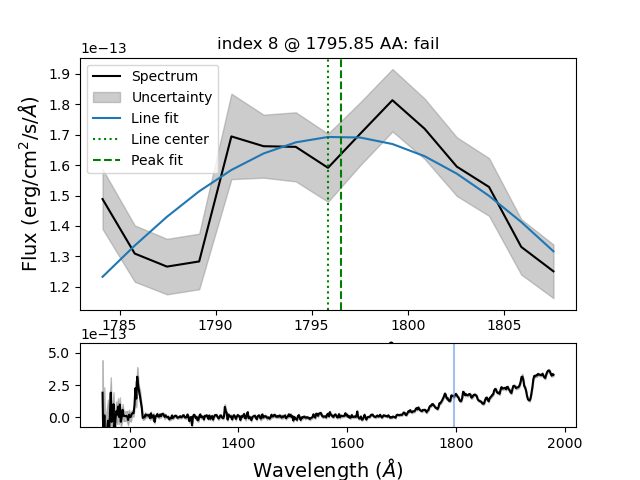 index 8 @ 1795.85 AA: fail
1e−13
Spectrum
Uncertainty
Line fit
Line center
Peak fit
Flux (erg/cm²/s/Å)
1.9
1.8
1.7
1.6
1.5
1.4
1.3
1.2
1785 1790 1795 1800 1805
1e−13
5.0
2.5
0.0
1200 1400 1600 1800 2000
Wavelength (Å)